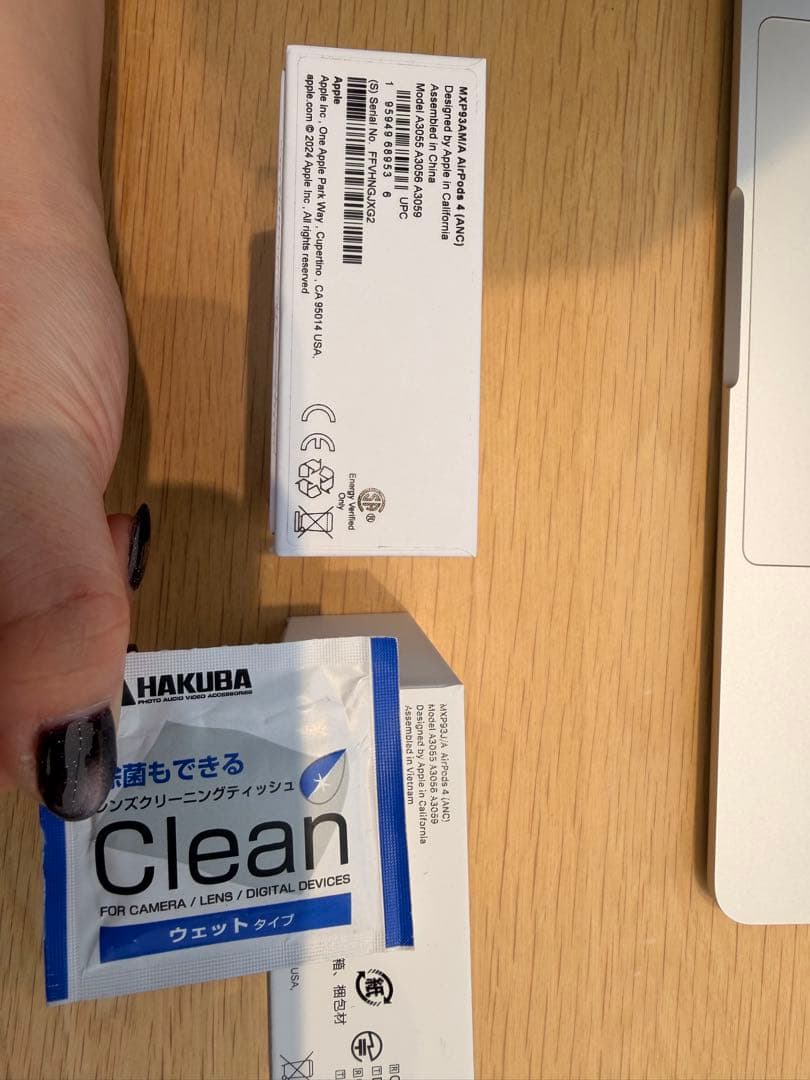 MXP93AM/A AirPods 4 (ANC)
Designed by Apple in California
Assembled in China
Model A3055 A3056 A3059
UPC
1 95949 68953 6
(S) Serial No. FFVHNGJXG2
Apple
Apple Inc , One Apple Park Way , Cupertino , CA 95014 USA,
apple.com © 2024 Apple Inc , All rights reserved
CE
SP®
Energy Verified
Only
HAKUBA
PHOTO AUDIO VIDEO ACCESSORIES
除菌もできる
レンズクリーニングティッシュ
Clean
FOR CAMERA / LENS / DIGITAL DEVICES
ウェットタイプ
MXP93J/A AirPods 4 (ANC)
Model A3055 A3056 A3059
Designed by Apple in California
Assembled in Vietnam
USA,
箱、梱包材
紙